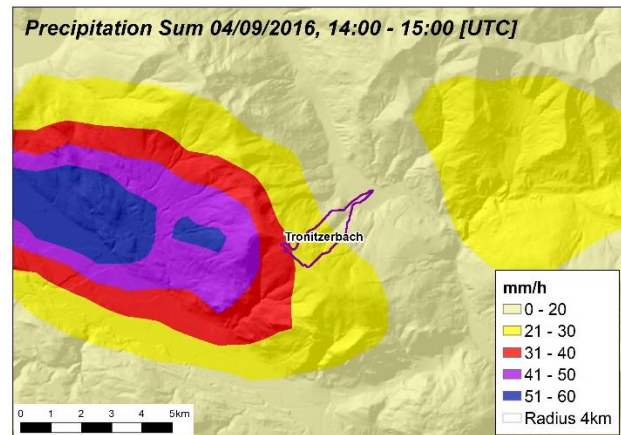 Precipitation Sum 04/09/2016, 14:00 - 15:00 [UTC]
Tronitzerbach
mm/h
0 - 20
21 - 30
31 - 40
41 - 50
51 - 60
Radius 4km
0 1 2 3 4 5km